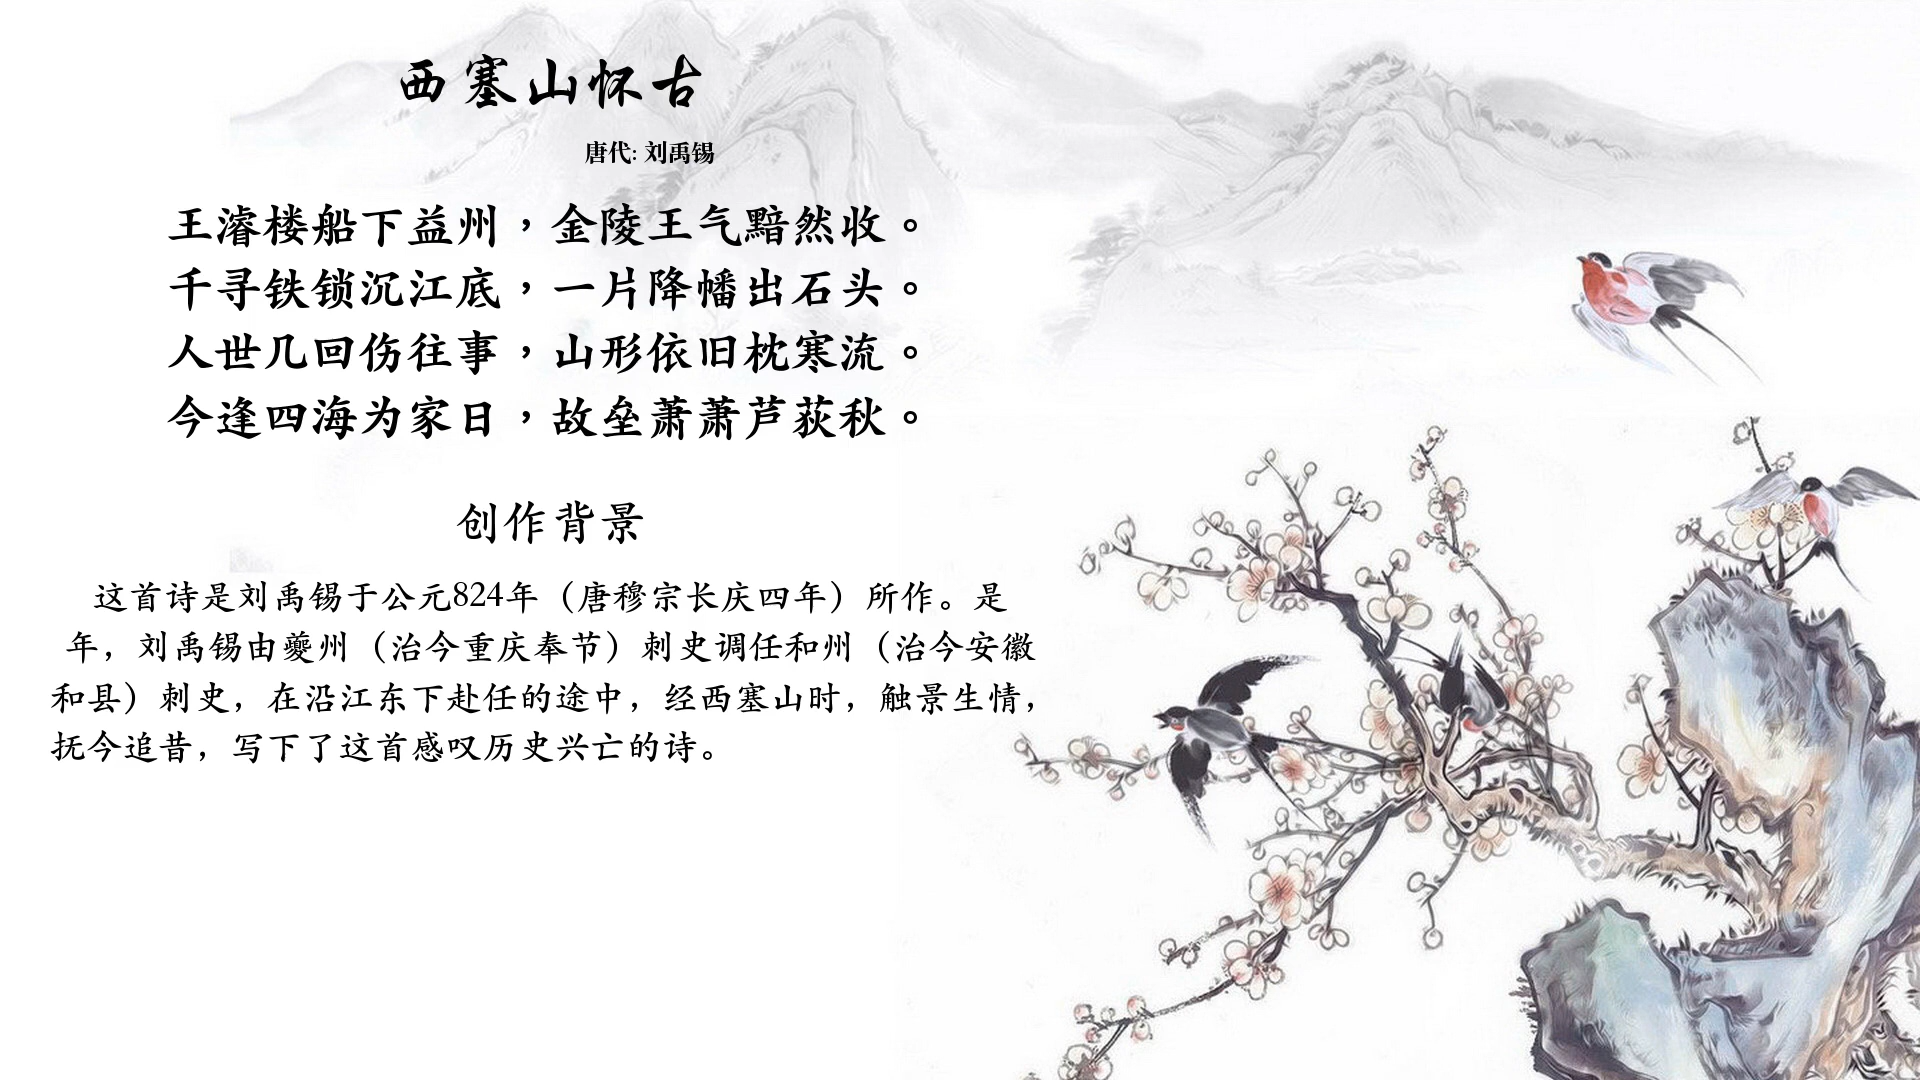 西塞山怀古
唐代: 刘禹锡
王濬楼船下益州，金陵王气黯然收。
千寻铁锁沉江底，一片降幡出石头。
人世几回伤往事，山形依旧枕寒流。
今逢四海为家日，故垒萧萧芦荻秋。
创作背景
这首诗是刘禹锡于公元824年（唐穆宗长庆四年）所作。是
年，刘禹锡由夔州（治今重庆奉节）刺史调任和州（治今安徽
和县）刺史，在沿江东下赴任的途中，经西塞山时，触景生情，
抚今追昔，写下了这首感叹历史兴亡的诗。